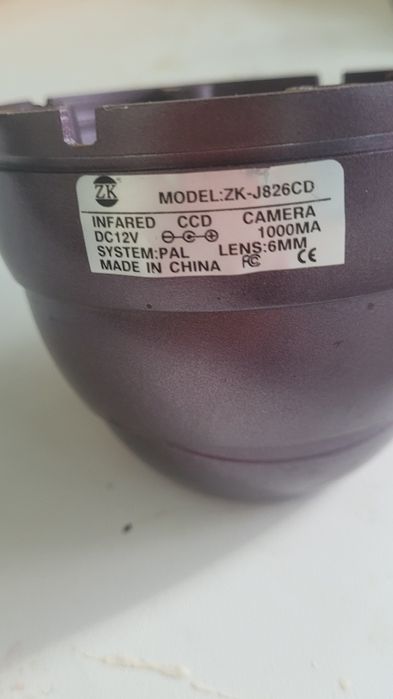 ZK
MODEL:ZK-J826CD
INFARED CCD CAMERA
DC12V 1000MA
SYSTEM:PAL LENS:6MM
MADE IN CHINA FC CE